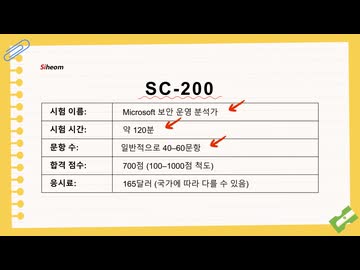 Siheom
SC-200
시험 이름: Microsoft 보안 운영 분석가
시험 시간: 약 120분
문항 수: 일반적으로 40–60문항
합격 점수: 700점 (100–1000점 척도)
응시료: 165달러 (국가에 따라 다를 수 있음)